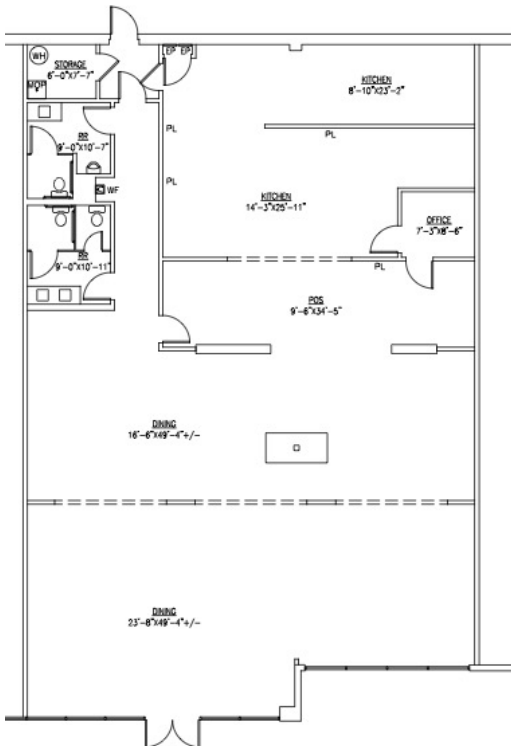 WH
STORAGE
6'-0"X7'-7"
MOP
EP EP
KITCHEN
8'-10"X23'-2"
PL
PL
RR
9'-0"X10'-7"
PL
WF
KITCHEN
14'-3"X25'-11"
OFFICE
7'-3"X8'-6"
RR
9'-0"X10'-11"
PL
POS
9'-6"X34'-5"
DINING
16'-6"X49'-4"+/-
DINING
23'-8"X49'-4"+/-